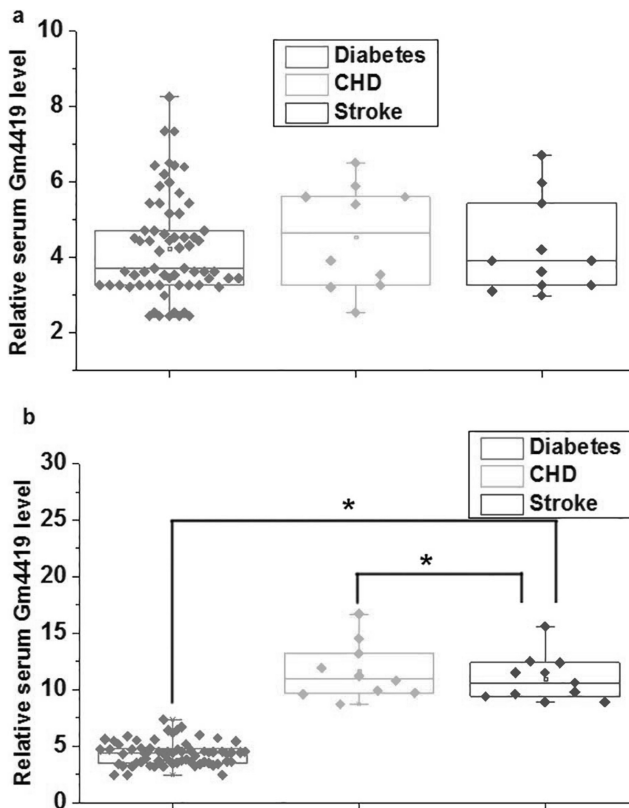 a
Relative serum Gm4419 level
10
8
6
4
2
Diabetes
CHD
Stroke
b
Relative serum Gm4419 level
30
25
20
15
10
5
0
Diabetes
CHD
Stroke
*
*